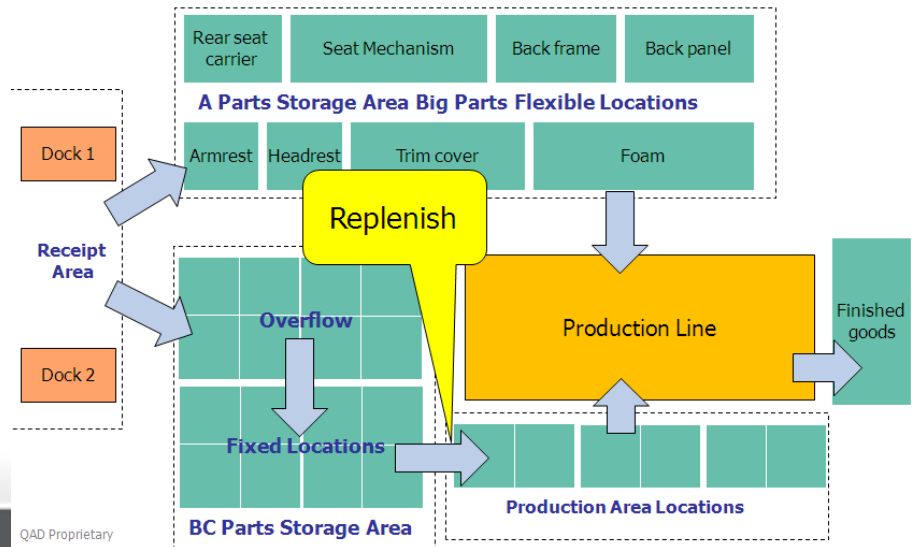 Rear seat
carrier
Seat Mechanism
Back frame
Back panel
A Parts Storage Area Big Parts Flexible Locations
Dock 1
Armrest
Headrest
Trim cover
Foam
Replenish
Receipt
Area
Overflow
Production Line
Finished
goods
Dock 2
Fixed Locations
Production Area Locations
BC Parts Storage Area
QAD Proprietary